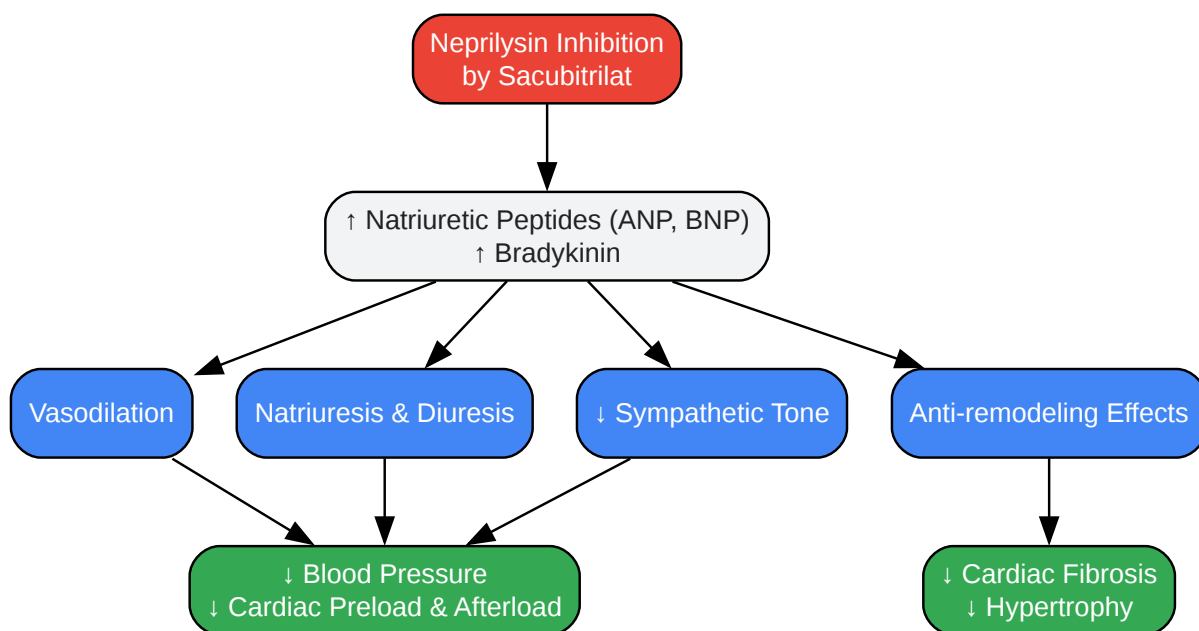 Neprilysin Inhibition
by Sacubitrilat
↑ Natriuretic Peptides (ANP, BNP)
↑ Bradykinin
Vasodilation
Natriuresis & Diuresis
↓ Sympathetic Tone
Anti-remodeling Effects
↓ Blood Pressure
↓ Cardiac Preload & Afterload
↓ Cardiac Fibrosis
↓ Hypertrophy